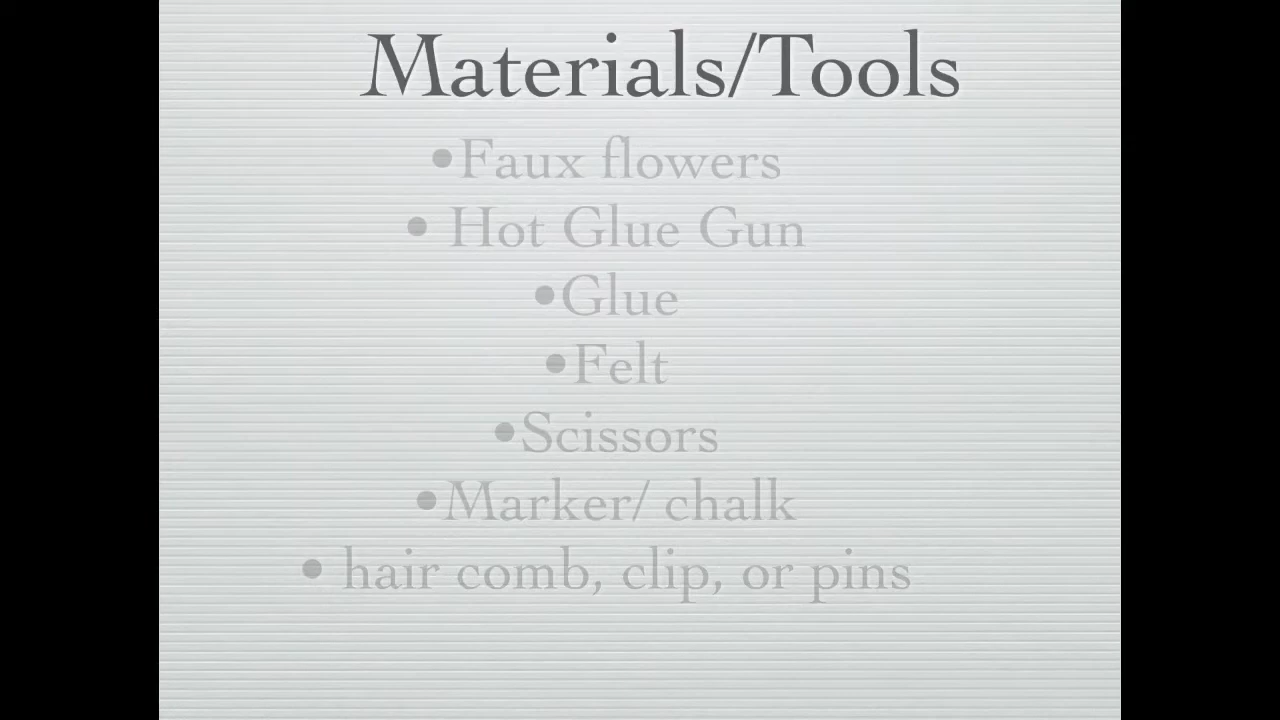 Materials/Tools
•Faux flowers
• Hot Glue Gun
•Glue
•Felt
•Scissors
•Marker/ chalk
• hair comb, clip, or pins